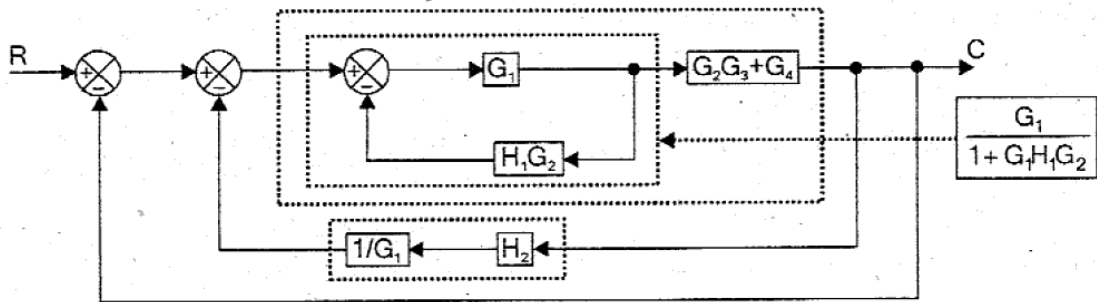 R
+
−
+
−
+
−
G₁
G₂G₃+G₄
C
H₁G₂
G₁
1+G₁H₁G₂
1/G₁
H₂